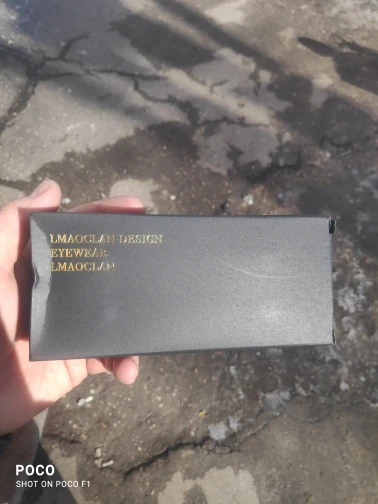 LMAOCLAN DESIGN
EYEWEAR
LMAOCLAN
POCO
SHOT ON POCO F1